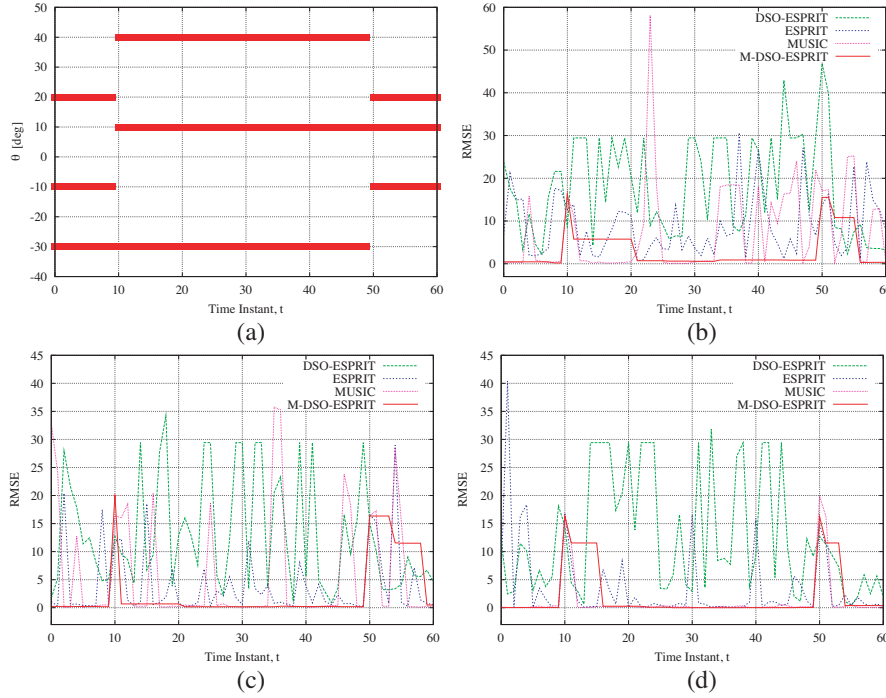 50
40
30
20
10
0
-10
-20
-30
-40
θ [deg]
0 10 20 30 40 50 60
Time Instant, t
(a)
60
50
40
30
20
10
0
RMSE
DSO-ESPRIT
ESPRIT
MUSIC
M-DSO-ESPRIT
0 10 20 30 40 50 60
Time Instant, t
(b)
45
40
35
30
25
20
15
10
5
0
RMSE
DSO-ESPRIT
ESPRIT
MUSIC
M-DSO-ESPRIT
0 10 20 30 40 50 60
Time Instant, t
(c)
45
40
35
30
25
20
15
10
5
0
RMSE
DSO-ESPRIT
ESPRIT
MUSIC
M-DSO-ESPRIT
0 10 20 30 40 50 60
Time Instant, t
(d)